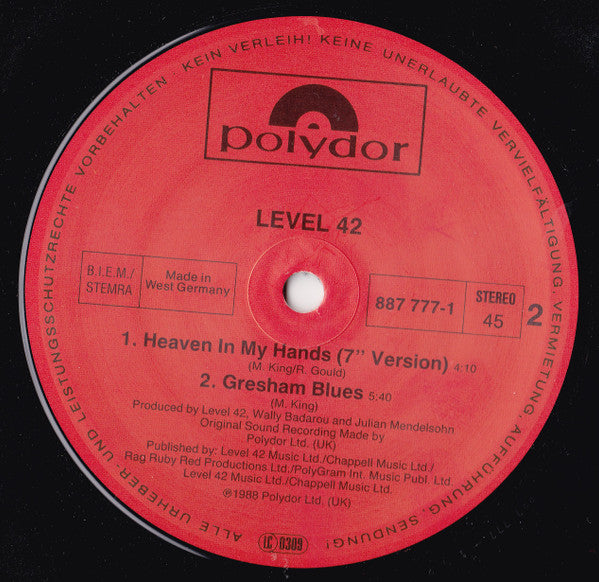 ALLE URHEBER- UND LEISTUNGSSCHUTZRECHTE VORBEHALTEN · KEIN VERLEIH! KEINE UNERLAUBTE VERVIELFÄLTIGUNG, VERMIETUNG, AUFFÜHRUNG, SENDUNG!
polydor
LEVEL 42
B.I.E.M./
STEMRA
Made in
West Germany
887 777-1
STEREO
45
2
1. Heaven In My Hands (7'' Version) 4:10
(M. King/R. Gould)
2. Gresham Blues 5:40
(M. King)
Produced by Level 42, Wally Badarou and Julian Mendelsohn
Original Sound Recording Made by
Polydor Ltd. (UK)
Published by: Level 42 Music Ltd./Chappell Music Ltd./
Rag Ruby Red Productions Ltd./PolyGram Int. Music Publ. Ltd.
Level 42 Music Ltd./Chappell Music Ltd.
℗1988 Polydor Ltd, (UK)
LC 0309